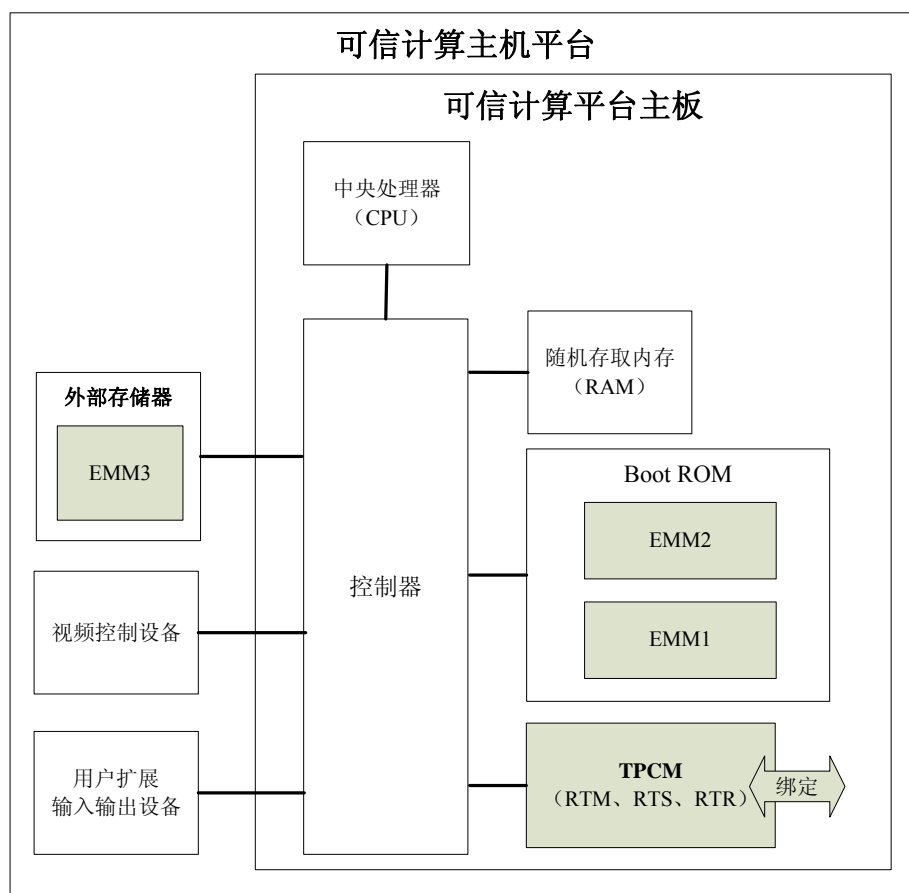 可信计算主机平台
可信计算平台主板
中央处理器
（CPU）
随机存取内存
（RAM）
外部存储器
EMM3
Boot ROM
EMM2
EMM1
控制器
视频控制设备
用户扩展
输入输出设备
TPCM
（RTM、RTS、RTR）
绑定